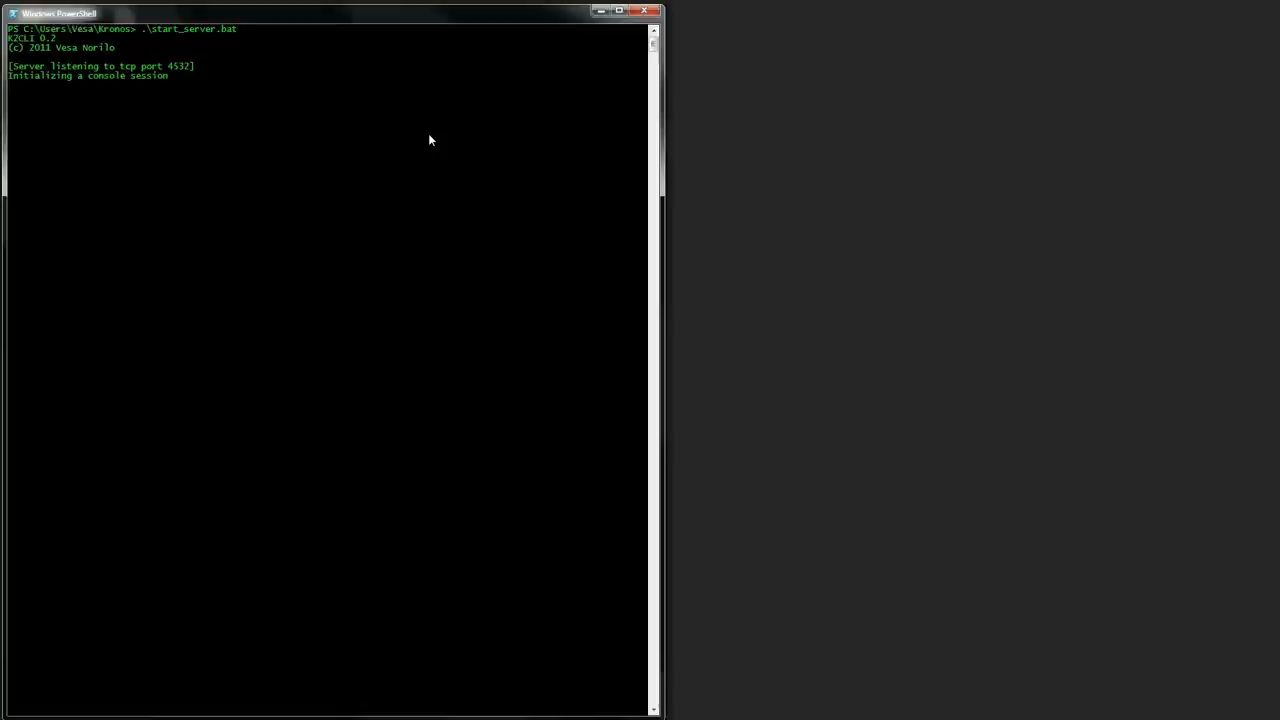 Windows PowerShell
PS C:\Users\Vesa\Kronos> .\start_server.bat
K2CLI 0.2
(c) 2011 Vesa Norilo
[Server listening to tcp port 4532]
Initializing a console session